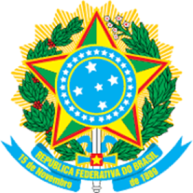 REPÚBLICA FEDERATIVA DO BRASIL
15 de Novembro
de 1889